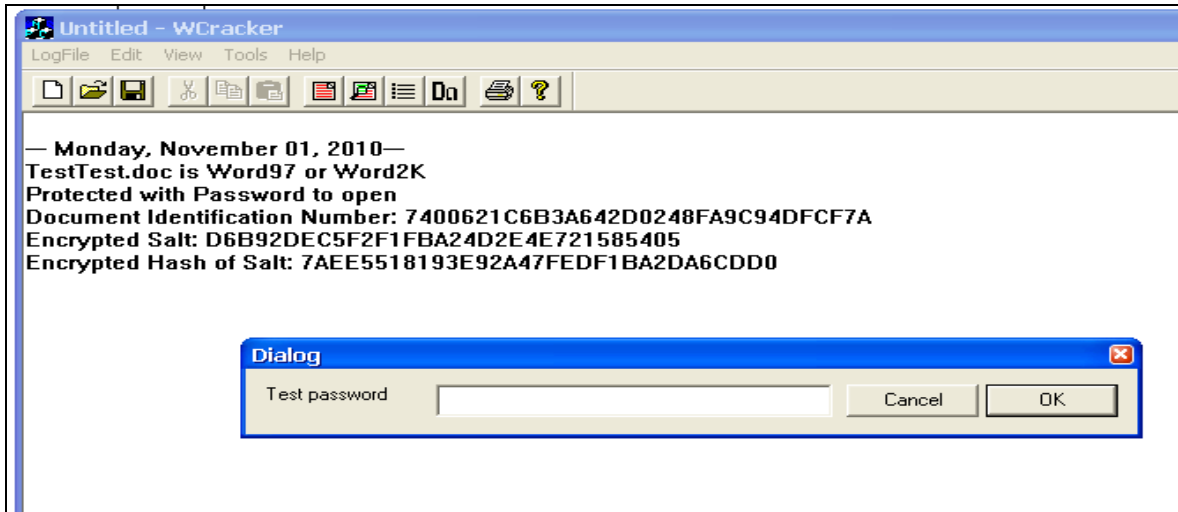 Untitled - WCracker
LogFile Edit View Tools Help
Dn
— Monday, November 01, 2010—
TestTest.doc is Word97 or Word2K
Protected with Password to open
Document Identification Number: 7400621C6B3A642D0248FA9C94DFCF7A
Encrypted Salt: D6B92DEC5F2F1FBA24D2E4E721585405
Encrypted Hash of Salt: 7AEE5518193E92A47FEDF1BA2DA6CDD0
Dialog
Test password Cancel OK